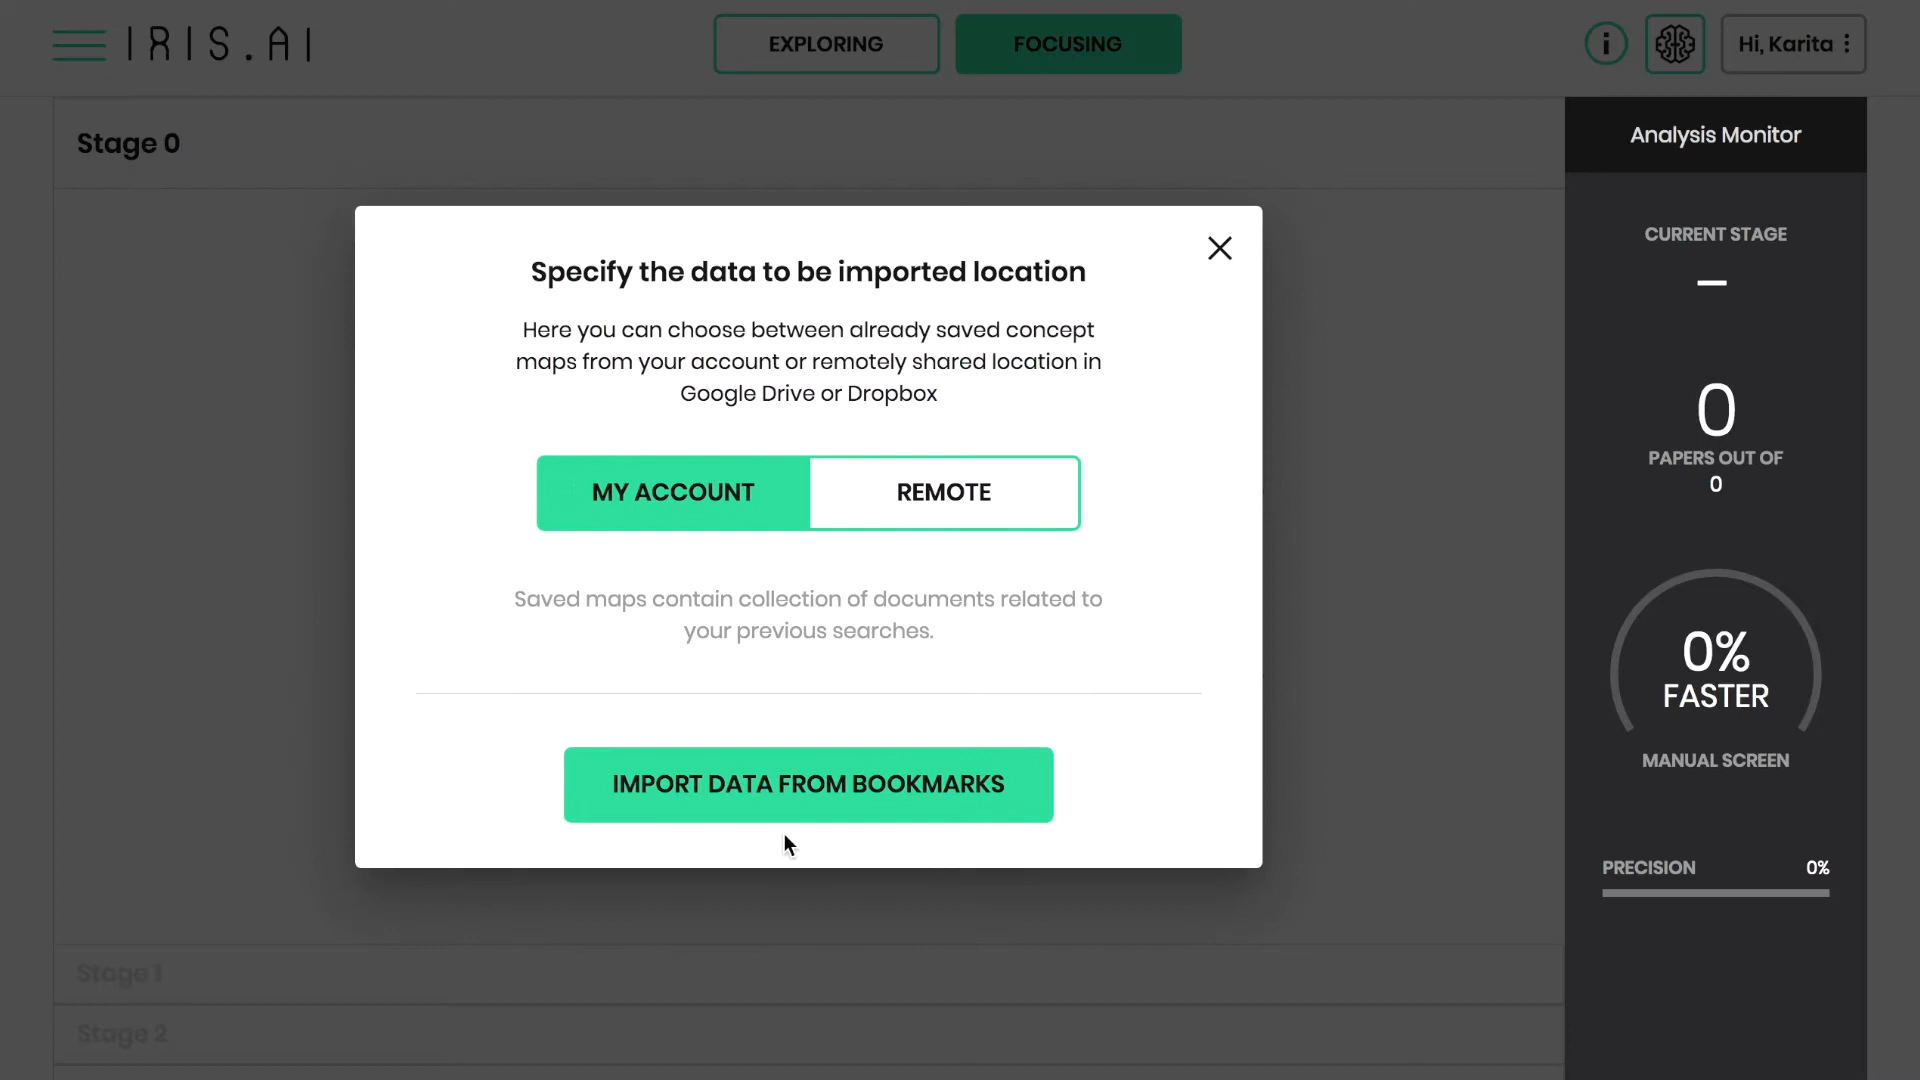 IRIS.AI
EXPLORING
FOCUSING
Hi, Karita
Stage 0
Analysis Monitor
CURRENT STAGE
Specify the data to be imported location
Here you can choose between already saved concept
maps from your account or remotely shared location in
Google Drive or Dropbox
MY ACCOUNT
REMOTE
Saved maps contain collection of documents related to
your previous searches.
IMPORT DATA FROM BOOKMARKS
0
PAPERS OUT OF
0
0%
FASTER
MANUAL SCREEN
PRECISION 0%
Stage 1
Stage 2